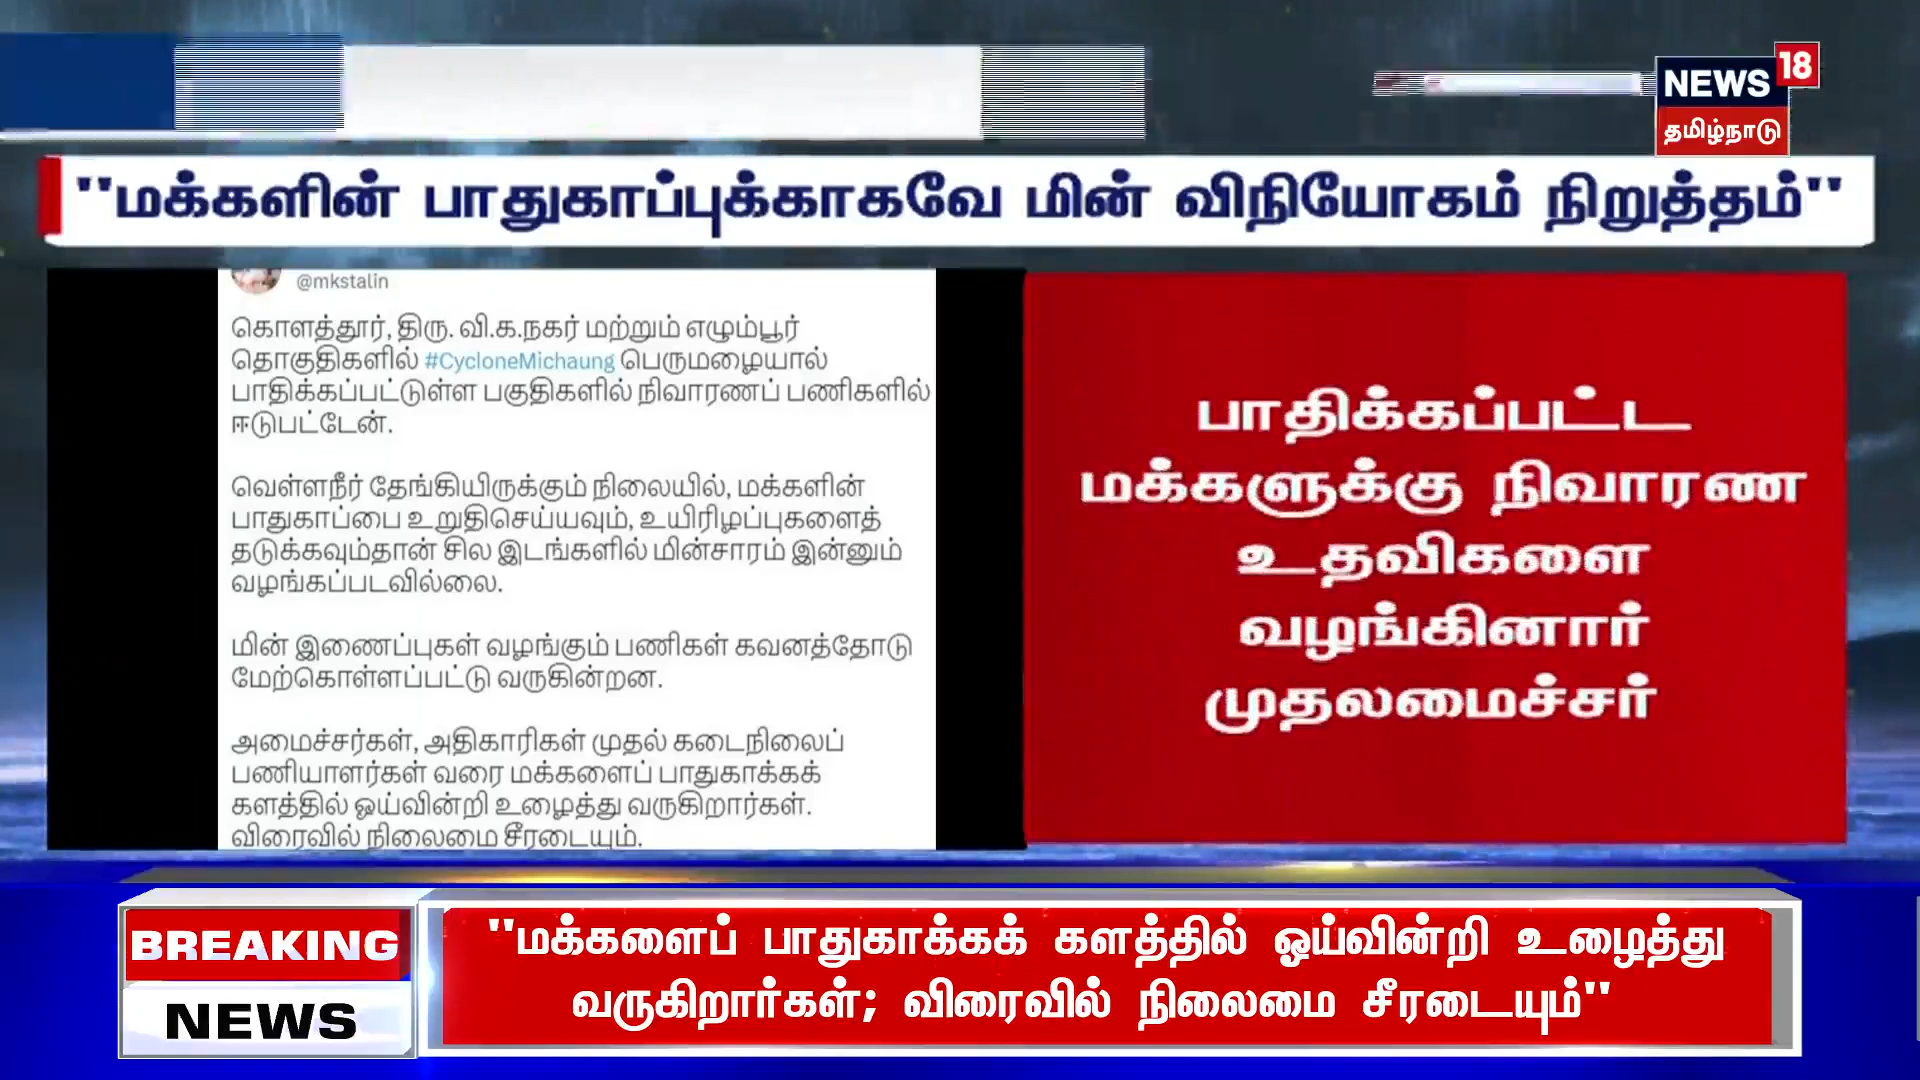 NEWS 18
தமிழ்நாடு
"மக்களின் பாதுகாப்புக்காகவே மின் விநியோகம் நிறுத்தம்"
@mkstalin
கொளத்தூர், திரு. வி.க.நகர் மற்றும் எழும்பூர்
தொகுதிகளில் #CycloneMichaung பெருமழையால்
பாதிக்கப்பட்டுள்ள பகுதிகளில் நிவாரணப் பணிகளில்
ஈடுபட்டேன்.
வெள்ளநீர் தேங்கியிருக்கும் நிலையில், மக்களின்
பாதுகாப்பை உறுதிசெய்யவும், உயிரிழப்புகளைத்
தடுக்கவும்தான் சில இடங்களில் மின்சாரம் இன்னும்
வழங்கப்படவில்லை.
மின் இணைப்புகள் வழங்கும் பணிகள் கவனத்தோடு
மேற்கொள்ளப்பட்டு வருகின்றன.
அமைச்சர்கள், அதிகாரிகள் முதல் கடைநிலைப்
பணியாளர்கள் வரை மக்களைப் பாதுகாக்கக்
களத்தில் ஓய்வின்றி உழைத்து வருகிறார்கள்.
விரைவில் நிலைமை சீரடையும்.
பாதிக்கப்பட்ட
மக்களுக்கு நிவாரண
உதவிகளை
வழங்கினார்
முதலமைச்சர்
BREAKING
NEWS
"மக்களைப் பாதுகாக்கக் களத்தில் ஓய்வின்றி உழைத்து
வருகிறார்கள்; விரைவில் நிலைமை சீரடையும்"